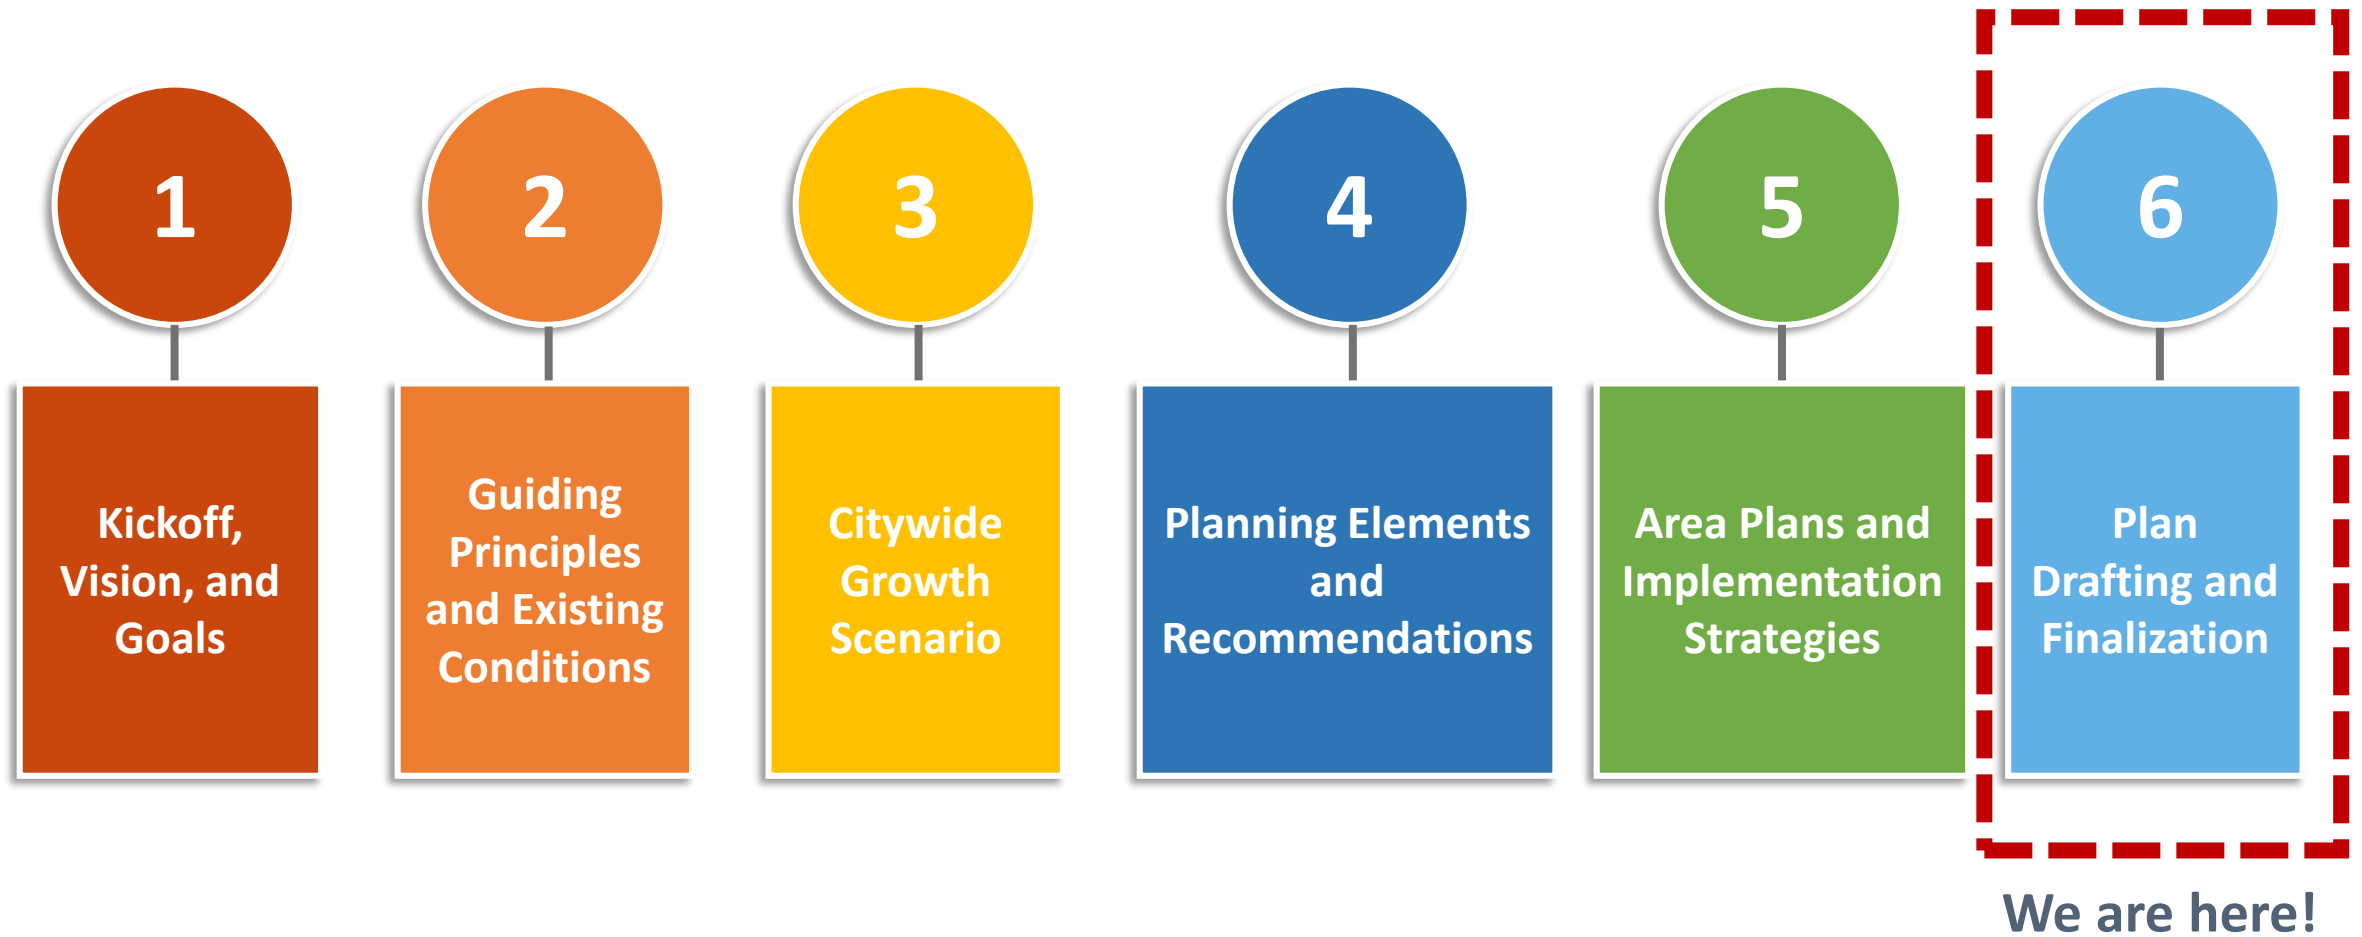 1
Kickoff,
Vision, and
Goals
2
Guiding
Principles
and Existing
Conditions
3
Citywide
Growth
Scenario
4
Planning Elements
and
Recommendations
5
Area Plans and
Implementation
Strategies
6
Plan
Drafting and
Finalization
We are here!